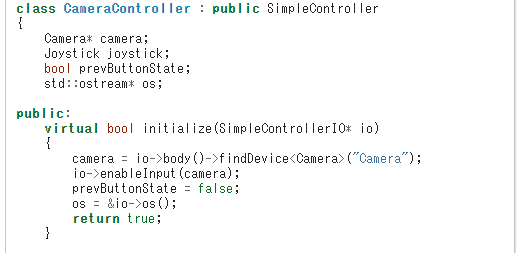 class CameraController : public SimpleController
{
    Camera* camera;
    Joystick joystick;
    bool prevButtonState;
    std::ostream* os;

public:
    virtual bool initialize(SimpleControllerIO* io)
    {
        camera = io->body()->findDevice<Camera>("Camera");
        io->enableInput(camera);
        prevButtonState = false;
        os = &io->os();
        return true;
    }